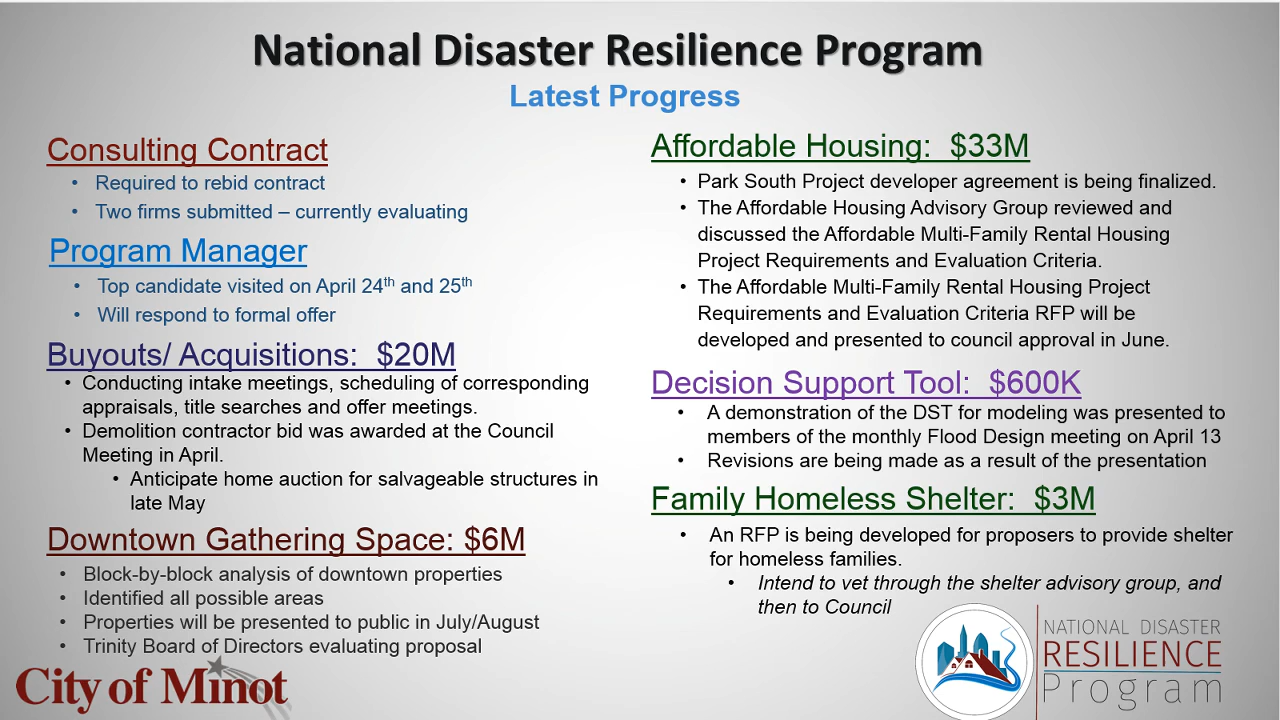 National Disaster Resilience Program
Latest Progress
Consulting Contract
• Required to rebid contract
• Two firms submitted – currently evaluating
Program Manager
• Top candidate visited on April 24th and 25th
• Will respond to formal offer
Buyouts/ Acquisitions: $20M
• Conducting intake meetings, scheduling of corresponding
appraisals, title searches and offer meetings.
• Demolition contractor bid was awarded at the Council
Meeting in April.
• Anticipate home auction for salvageable structures in
late May
Downtown Gathering Space: $6M
• Block-by-block analysis of downtown properties
• Identified all possible areas
• Properties will be presented to public in July/August
• Trinity Board of Directors evaluating proposal
City of Minot
Affordable Housing: $33M
• Park South Project developer agreement is being finalized.
• The Affordable Housing Advisory Group reviewed and
discussed the Affordable Multi-Family Rental Housing
Project Requirements and Evaluation Criteria.
• The Affordable Multi-Family Rental Housing Project
Requirements and Evaluation Criteria RFP will be
developed and presented to council approval in June.
Decision Support Tool: $600K
• A demonstration of the DST for modeling was presented to
members of the monthly Flood Design meeting on April 13
• Revisions are being made as a result of the presentation
Family Homeless Shelter: $3M
• An RFP is being developed for proposers to provide shelter
for homeless families.
• Intend to vet through the shelter advisory group, and
then to Council
NATIONAL DISASTER
RESILIENCE
Program